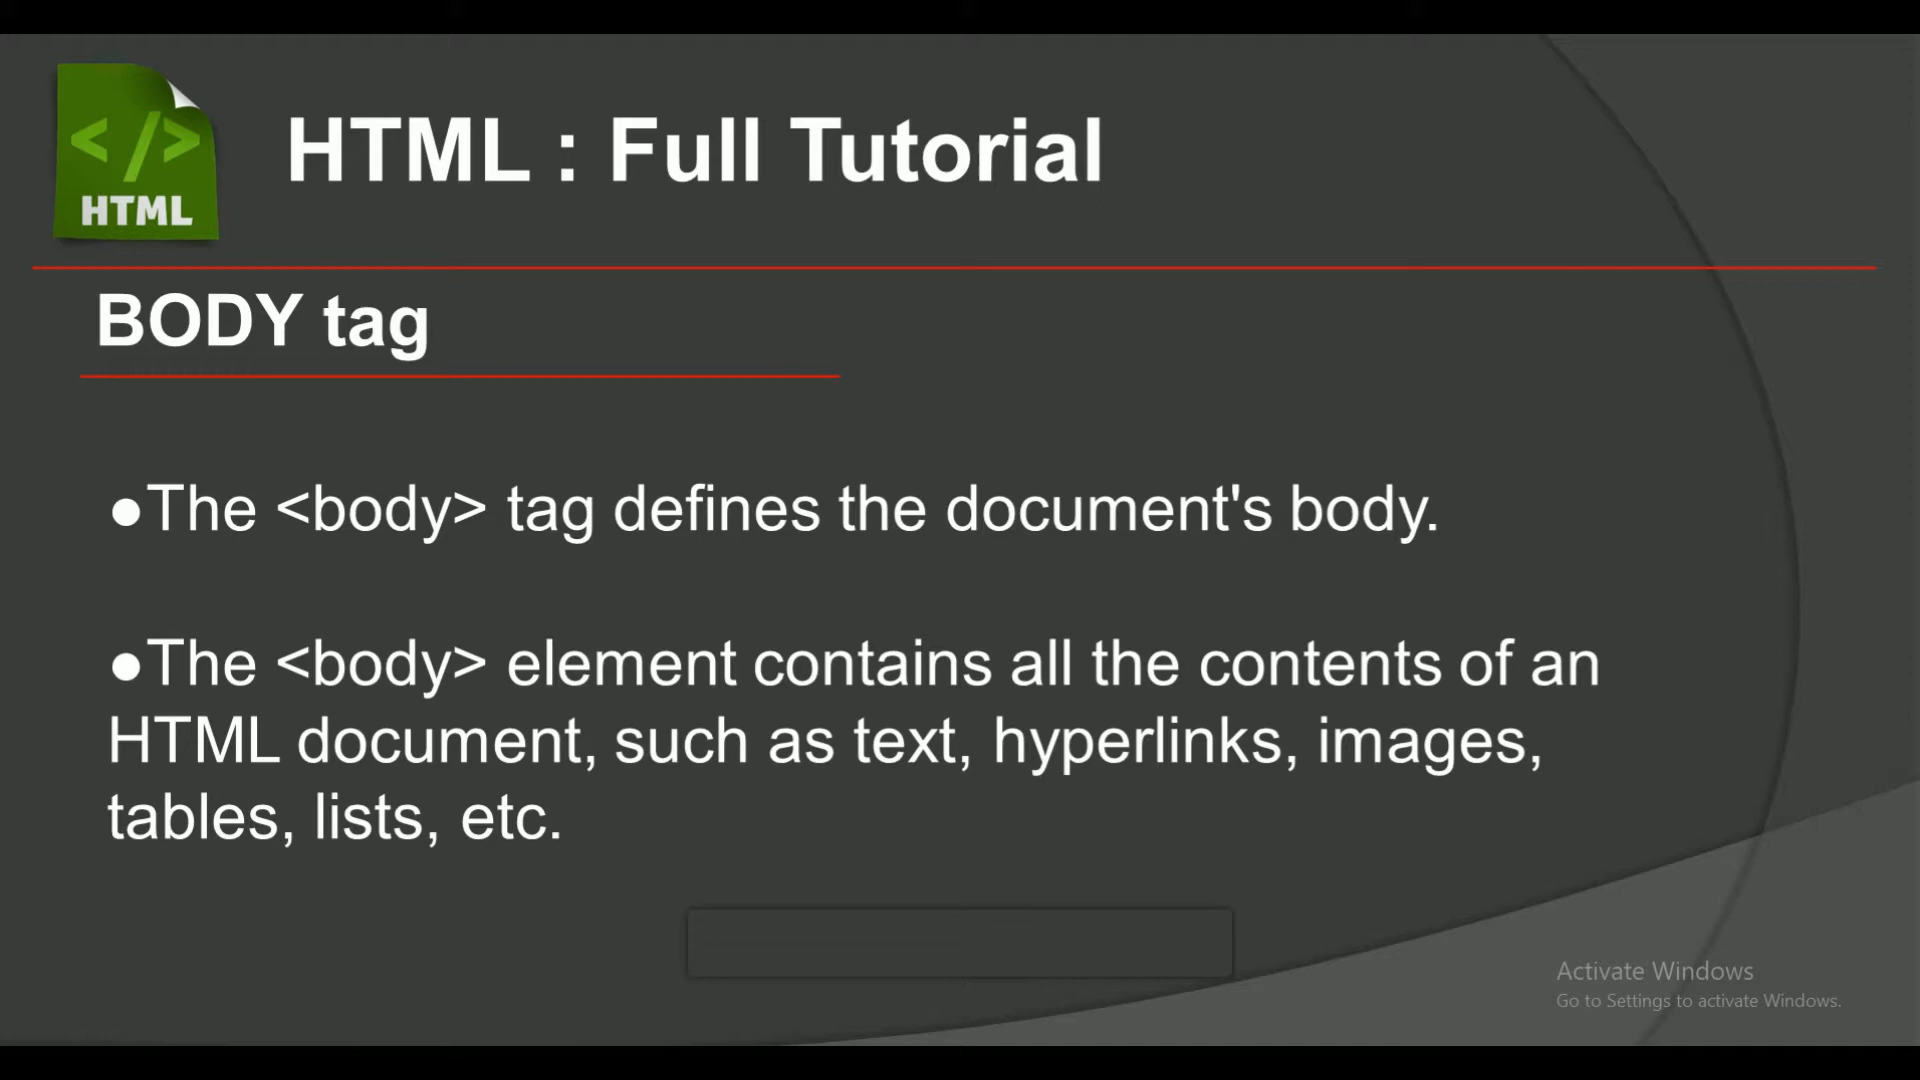 </>
HTML
HTML : Full Tutorial
BODY tag
●The <body> tag defines the document's body.
●The <body> element contains all the contents of an
HTML document, such as text, hyperlinks, images,
tables, lists, etc.
Activate Windows
Go to Settings to activate Windows.